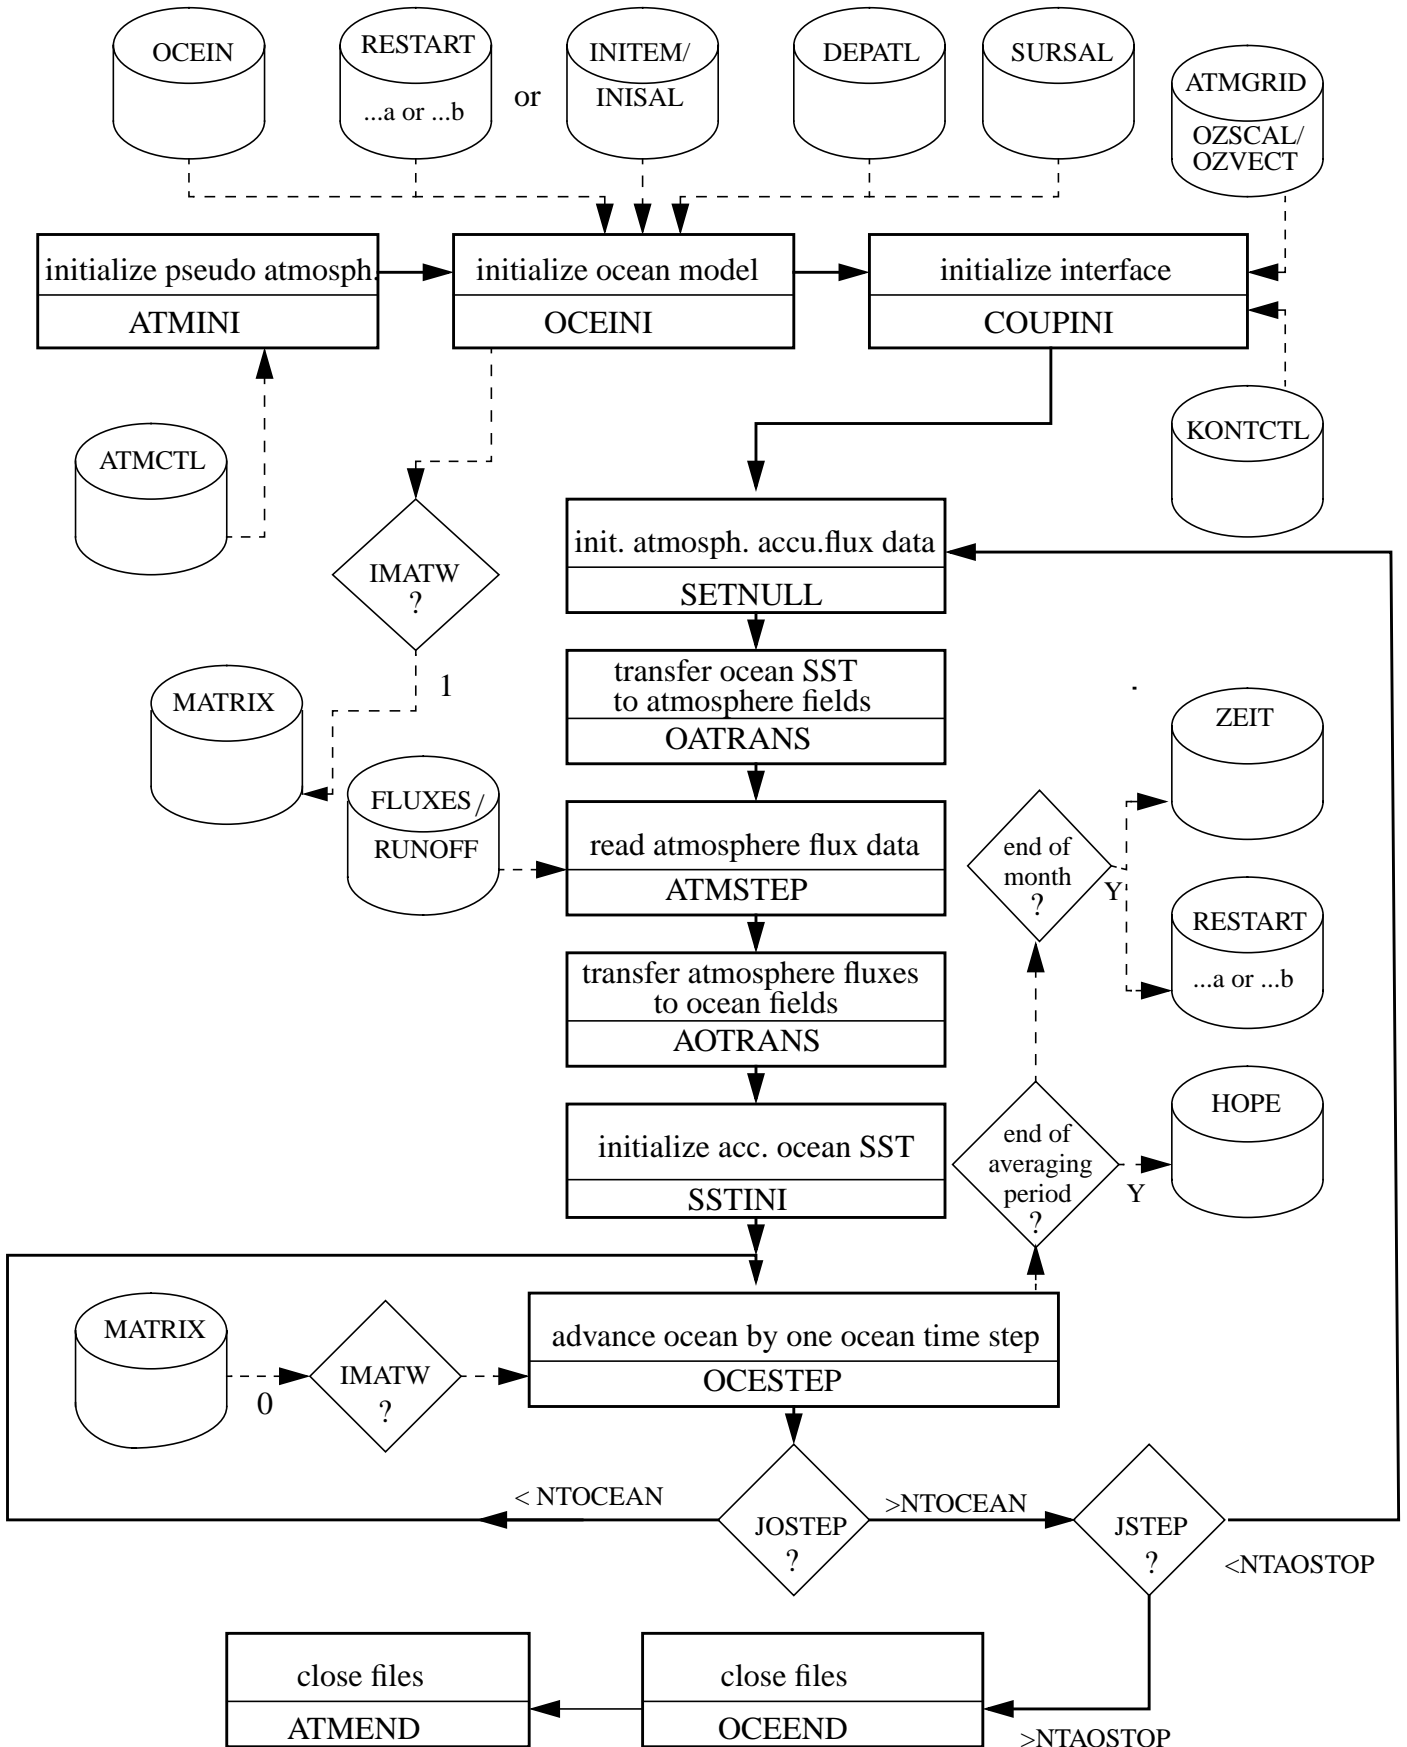 OCEIN
RESTART
...a or ...b
or
INITEM/
INISAL
DEPATL
SURSAL
ATMGRID
OZSCAL/
OZVECT
initialize pseudo atmosph.
ATMINI
initialize ocean model
OCEINI
initialize interface
COUPINI
ATMCTL
KONTCTL
IMATW
?
1
MATRIX
init. atmosph. accu.flux data
SETNULL
transfer ocean SST
to atmosphere fields
OATRANS
FLUXES/
RUNOFF
read atmosphere flux data
ATMSTEP
transfer atmosphere fluxes
to ocean fields
AOTRANS
initialize acc. ocean SST
SSTINI
ZEIT
end of
month
?
Y
RESTART
...a or ...b
HOPE
end of
averaging
period
?
Y
MATRIX
0
IMATW
?
advance ocean by one ocean time step
OCESTEP
< NTOCEAN
JOSTEP
?
>NTOCEAN
JSTEP
?
<NTAOSTOP
close files
ATMEND
close files
OCEEND
>NTAOSTOP